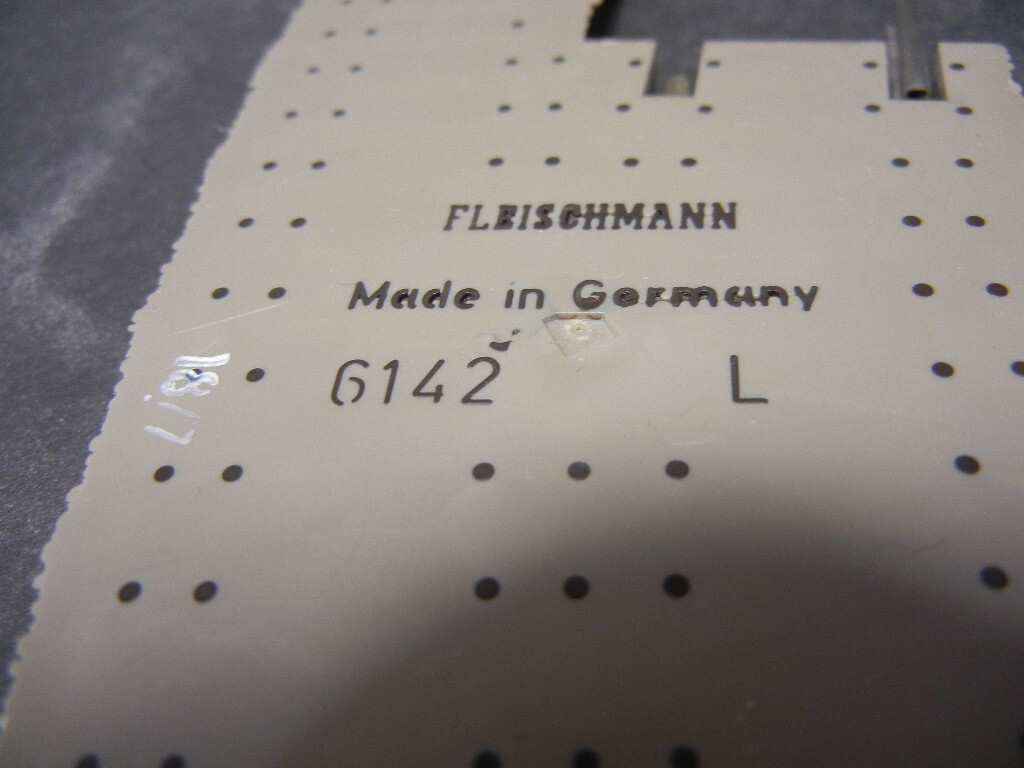 FLEISCHMANN
Made in Germany
6142 L